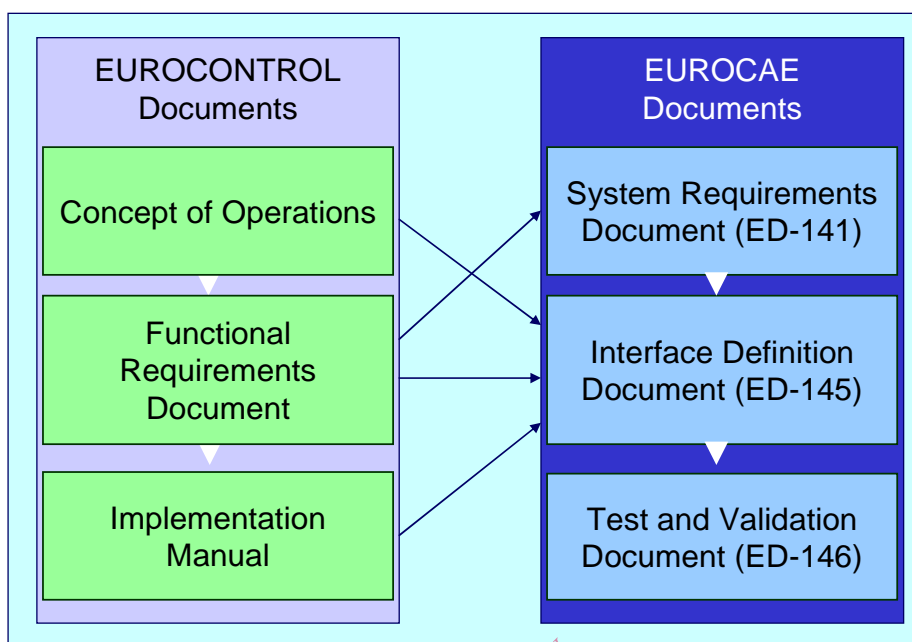 EUROCONTROL
Documents
Concept of Operations
Functional
Requirements
Document
Implementation
Manual
EUROCAE
Documents
System Requirements
Document (ED-141)
Interface Definition
Document (ED-145)
Test and Validation
Document (ED-146)